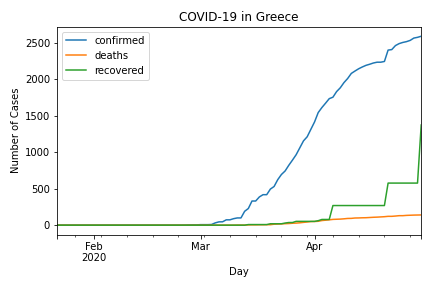 COVID-19 in Greece
confirmed
deaths
recovered
Number of Cases
2500
2000
1500
1000
500
0
Feb
2020
Mar
Apr
Day